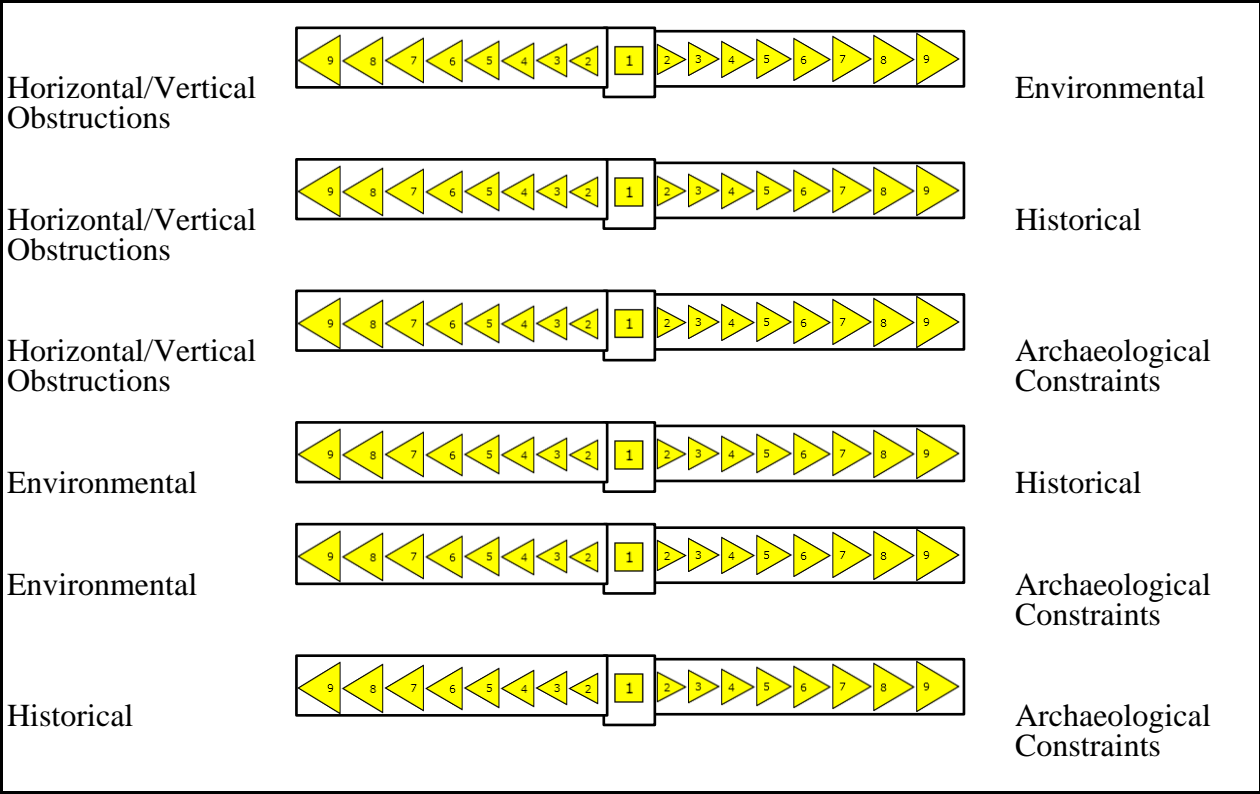 9 8 7 6 5 4 3 2 1 2 3 4 5 6 7 8 9
Horizontal/Vertical Environmental
Obstructions
9 8 7 6 5 4 3 2 1 2 3 4 5 6 7 8 9
Horizontal/Vertical Historical
Obstructions
9 8 7 6 5 4 3 2 1 2 3 4 5 6 7 8 9
Horizontal/Vertical Archaeological
Obstructions Constraints
9 8 7 6 5 4 3 2 1 2 3 4 5 6 7 8 9
Environmental Historical
9 8 7 6 5 4 3 2 1 2 3 4 5 6 7 8 9
Environmental Archaeological
Constraints
9 8 7 6 5 4 3 2 1 2 3 4 5 6 7 8 9
Historical Archaeological
Constraints